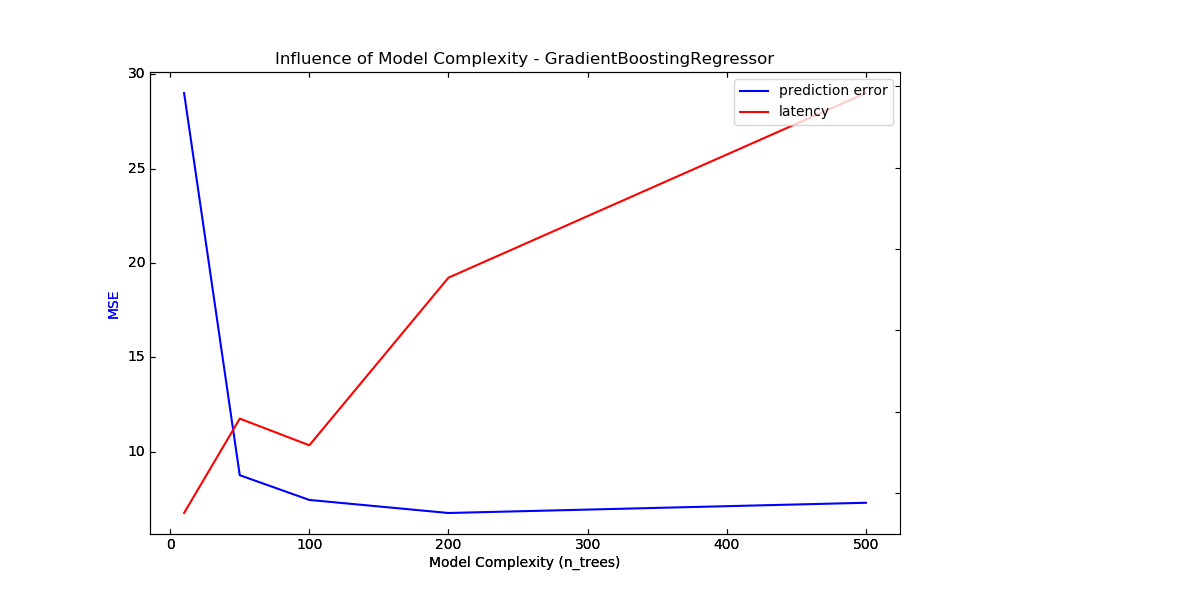 Influence of Model Complexity - GradientBoostingRegressor
prediction error
latency
30
25
20
15
10
MSE
0 100 200 300 400 500
Model Complexity (n_trees)